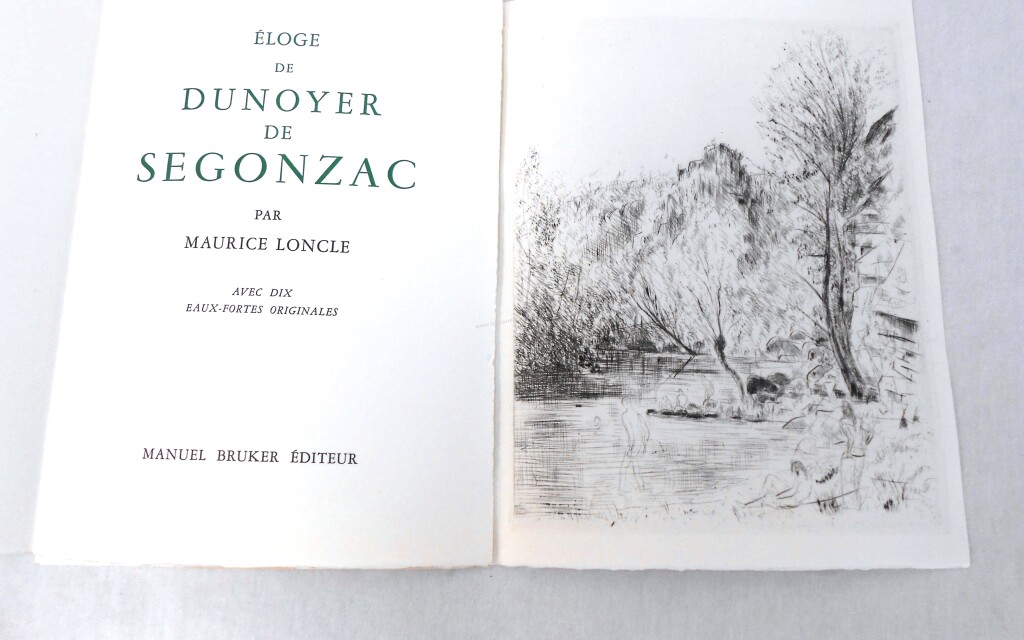 ÉLOGE
DE
DUNOYER
DE
SEGONZAC
PAR
MAURICE LONCLE
AVEC DIX
EAUX-FORTES ORIGINALES
MANUEL BRUKER ÉDITEUR